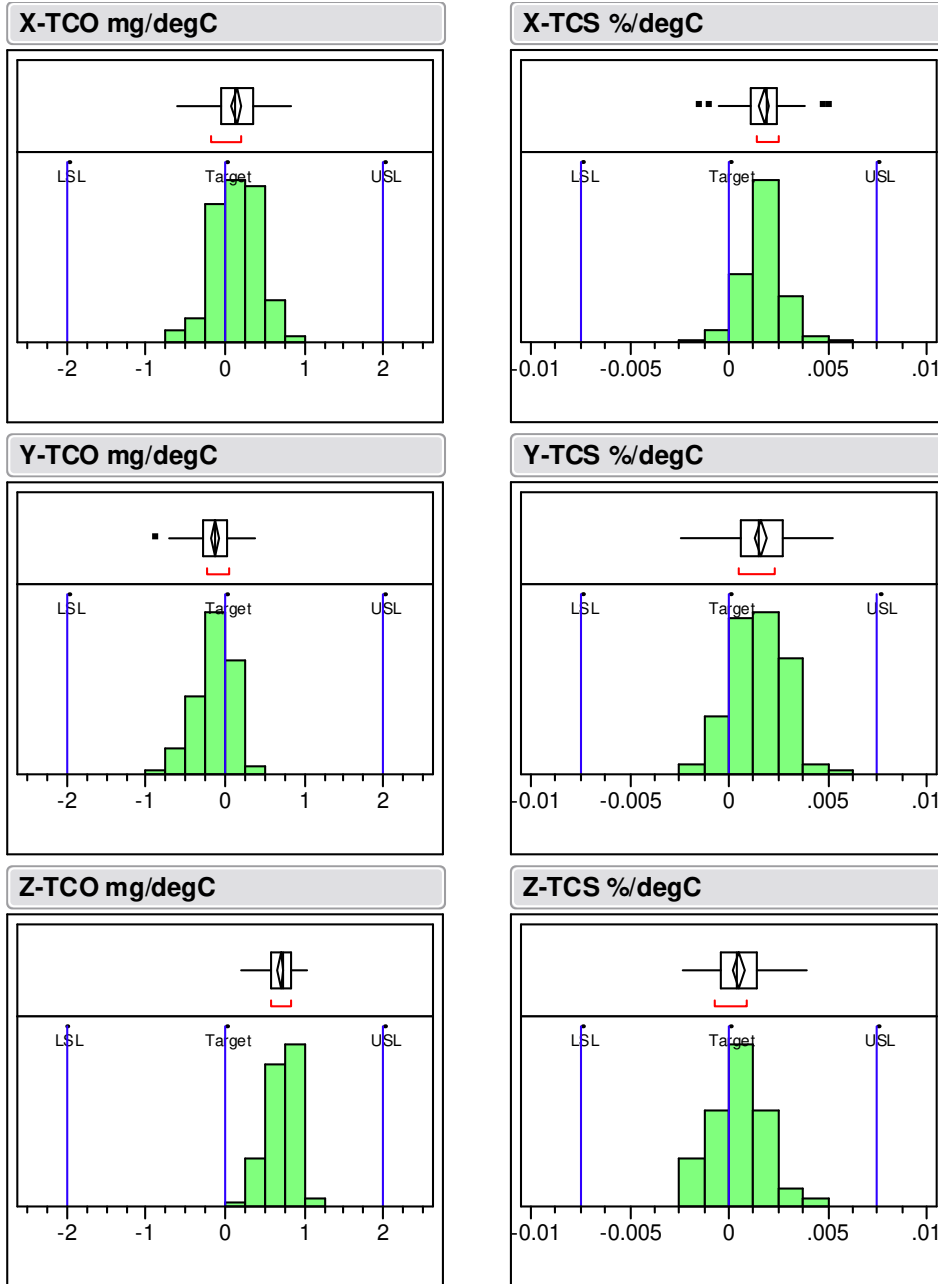 X-TCO mg/degC
LSL Target USL
-2 -1 0 1 2
X-TCS %/degC
LSL Target USL
-0.01 -0.005 0 .005 .01
Y-TCO mg/degC
LSL Target USL
-2 -1 0 1 2
Y-TCS %/degC
LSL Target USL
-0.01 -0.005 0 .005 .01
Z-TCO mg/degC
LSL Target USL
-2 -1 0 1 2
Z-TCS %/degC
LSL Target USL
-0.01 -0.005 0 .005 .01